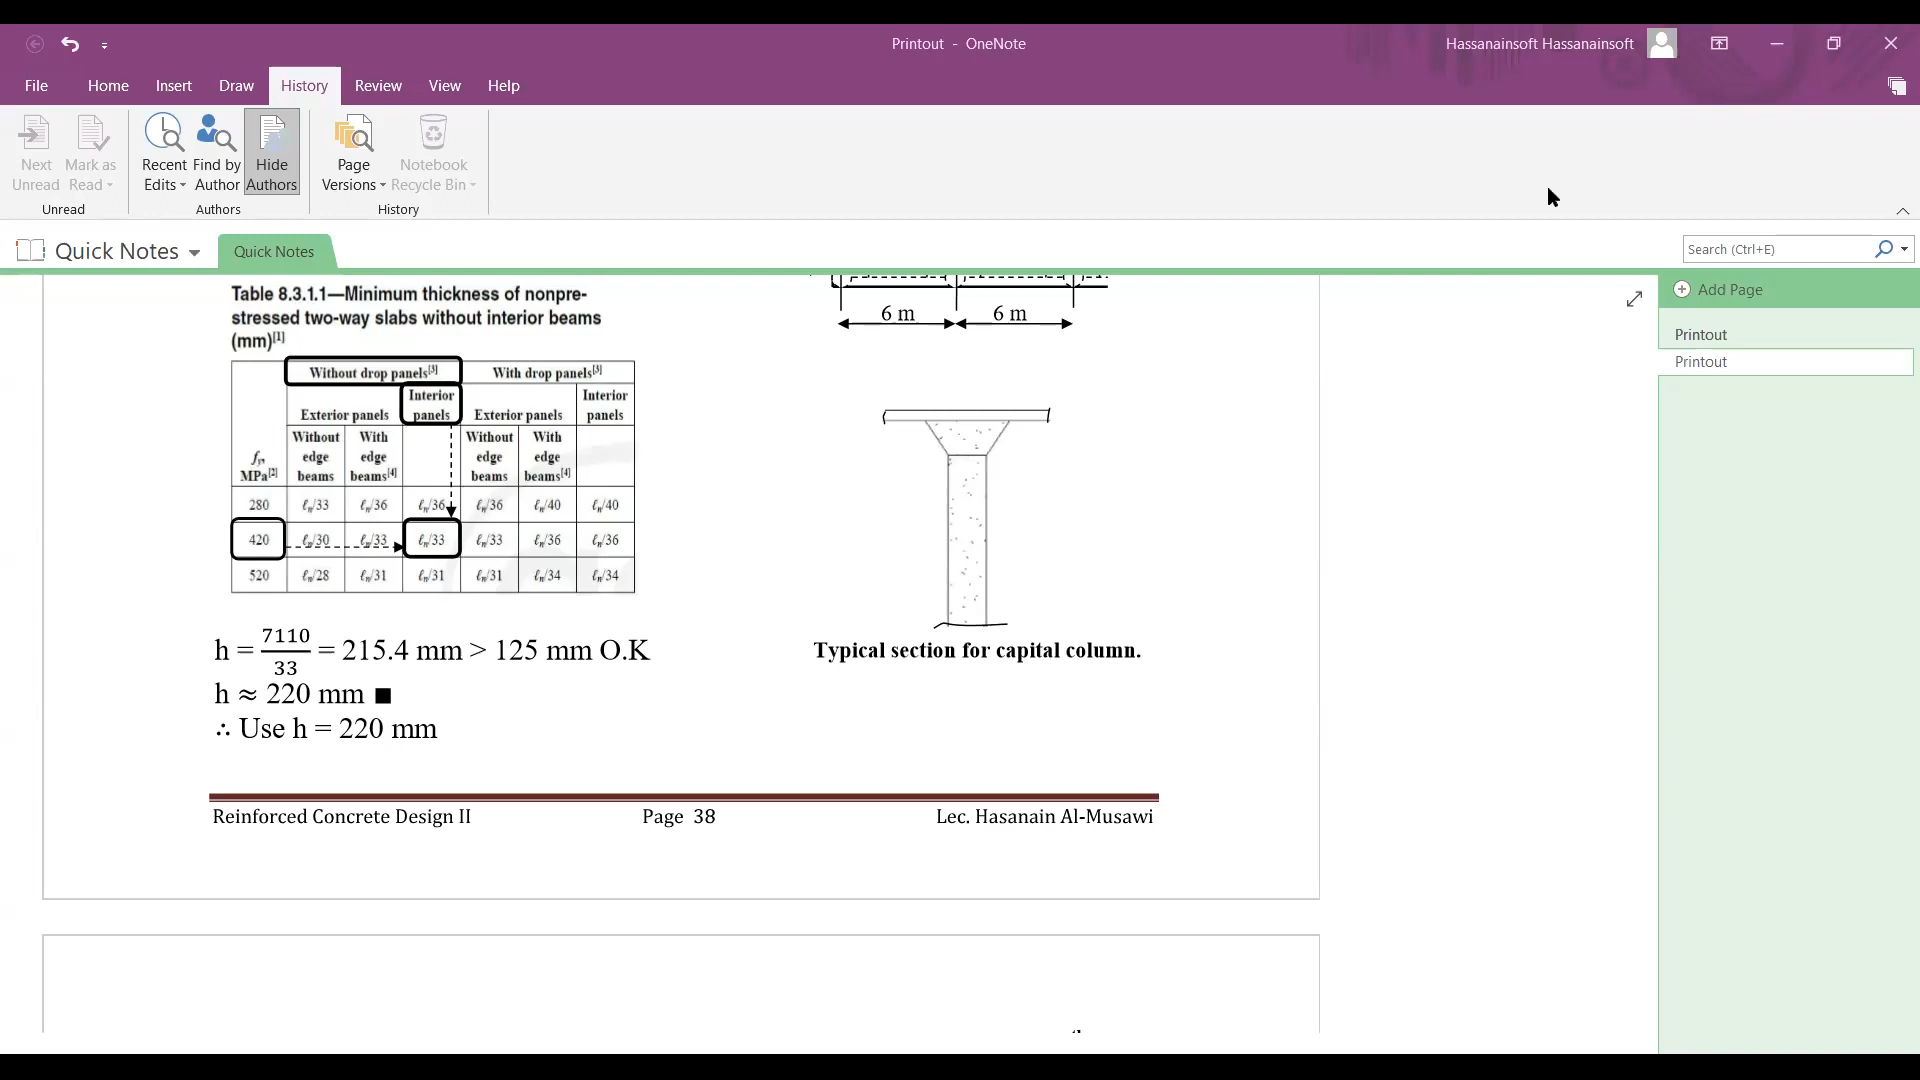 Printout - OneNote
Hassanainsoft Hassanainsoft
File Home Insert Draw History Review View Help
Next Unread
Mark as Read
Recent Edits
Find by Author
Hide Authors
Page Versions
Notebook Recycle Bin
Unread
Authors
History
Quick Notes
Quick Notes
Search (Ctrl+E)
Add Page
Printout
Printout
Table 8.3.1.1—Minimum thickness of nonpre-
stressed two-way slabs without interior beams
(mm)[1]
Without drop panels[3] With drop panels[3]
Exterior panels Interior panels Exterior panels Interior panels
fy, MPa[2] Without edge beams With edge beams[4] Without edge beams With edge beams[4]
280 ℓn/33 ℓn/36 ℓn/36 ℓn/36 ℓn/40 ℓn/40
420 ℓn/30 ℓn/33 ℓn/33 ℓn/33 ℓn/36 ℓn/36
520 ℓn/28 ℓn/31 ℓn/31 ℓn/31 ℓn/34 ℓn/34
6 m 6 m
h = 7110/33 = 215.4 mm > 125 mm O.K
h ≈ 220 mm ■
∴ Use h = 220 mm
Typical section for capital column.
Reinforced Concrete Design II Page 38 Lec. Hasanain Al-Musawi